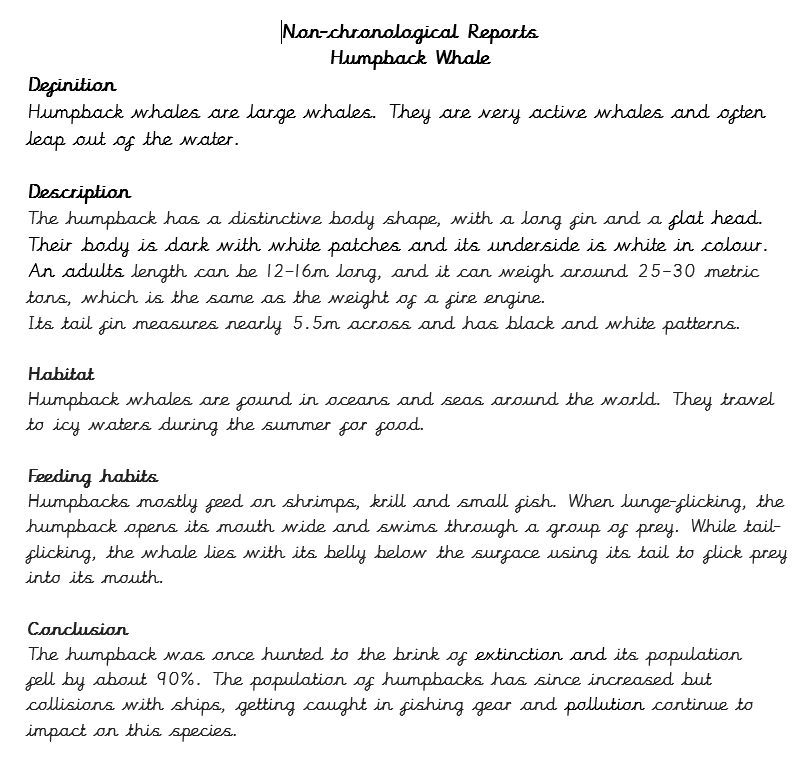 Non-chronological Reports
Humpback Whale
Definition
Humpback whales are large whales. They are very active whales and often
leap out of the water.
Description
The humpback has a distinctive body shape, with a long fin and a flat head.
Their body is dark with white patches and its underside is white in colour.
An adults length can be 12-16m long, and it can weigh around 25-30 metric
tons, which is the same as the weight of a fire engine.
Its tail fin measures nearly 5.5m across and has black and white patterns.
Habitat
Humpback whales are found in oceans and seas around the world. They travel
to icy waters during the summer for food.
Feeding habits
Humpbacks mostly feed on shrimps, krill and small fish. When lunge-flicking, the
humpback opens its mouth wide and swims through a group of prey. While tail-
flicking, the whale lies with its belly below the surface using its tail to flick prey
into its mouth.
Conclusion
The humpback was once hunted to the brink of extinction and its population
fell by about 90%. The population of humpbacks has since increased but
collisions with ships, getting caught in fishing gear and pollution continue to
impact on this species.